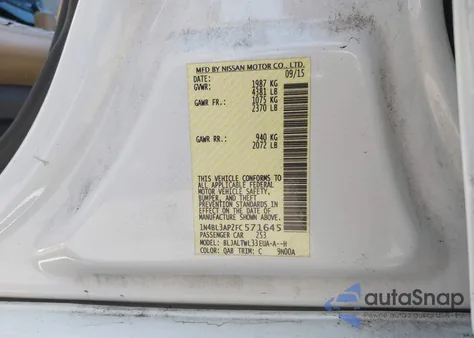 MFD BY NISSAN MOTOR CO., LTD.
DATE: 09/15
GVWR: 1987 KG
4381 LB
GAWR FR: 1075 KG
2370 LB
GAWR RR: 940 KG
2072 LB
THIS VEHICLE CONFORMS TO
ALL APPLICABLE FEDERAL
MOTOR VEHICLE SAFETY,
BUMPER, AND THEFT
PREVENTION STANDARDS IN
EFFECT ON THE DATE OF
MANUFACTURE SHOWN ABOVE.
1N4BL3AP2FC571645
PASSENGER CAR 253
MODEL: BLJALTWL33EUA-A--H
COLOR: QAB TRIM: C 9N00A
autoSnap